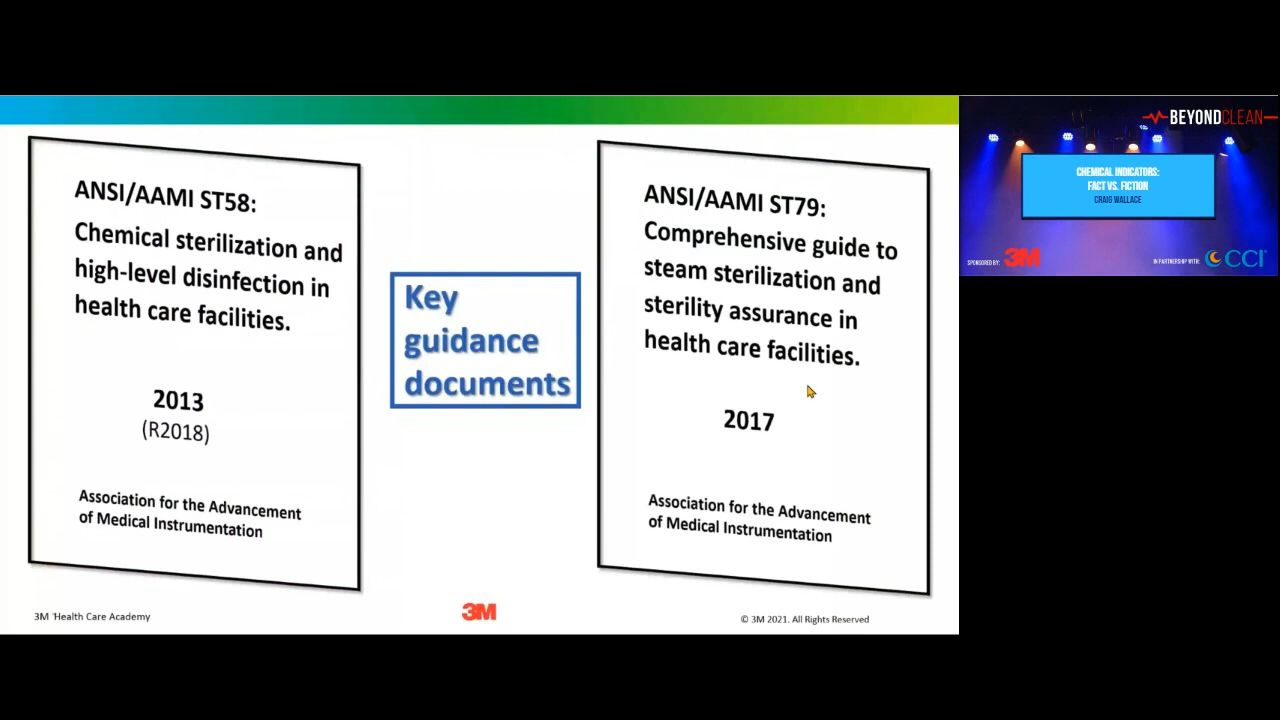 ANSI/AAMI ST58:
Chemical sterilization and
high-level disinfection in
health care facilities.
2013
(R2018)
Association for the Advancement
of Medical Instrumentation
Key
guidance
documents
ANSI/AAMI ST79:
Comprehensive guide to
steam sterilization and
sterility assurance in
health care facilities.
2017
Association for the Advancement
of Medical Instrumentation
3M Health Care Academy
3M
© 3M 2021. All Rights Reserved
BEYONDCLEAN
CHEMICAL INDICATORS:
FACT VS. FICTION
CRAIG WALLACE
SPONSORED BY: 3M
IN PARTNERSHIP WITH: CCI